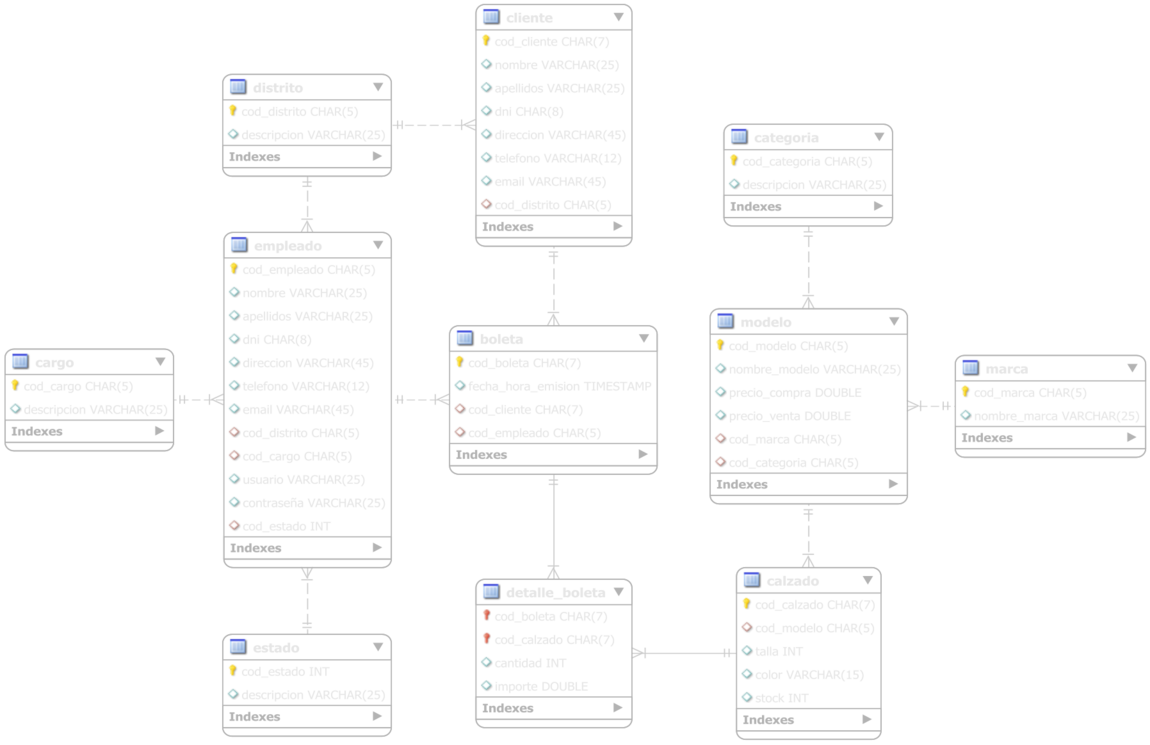 cliente
cod_cliente CHAR(7)
nombre VARCHAR(25)
apellidos VARCHAR(25)
dni CHAR(8)
direccion VARCHAR(45)
telefono VARCHAR(12)
email VARCHAR(45)
cod_distrito CHAR(5)
Indexes
distrito
cod_distrito CHAR(5)
descripcion VARCHAR(25)
Indexes
categoria
cod_categoria CHAR(5)
descripcion VARCHAR(25)
Indexes
empleado
cod_empleado CHAR(5)
nombre VARCHAR(25)
apellidos VARCHAR(25)
dni CHAR(8)
direccion VARCHAR(45)
telefono VARCHAR(12)
email VARCHAR(45)
cod_distrito CHAR(5)
cod_cargo CHAR(5)
usuario VARCHAR(25)
contraseña VARCHAR(25)
cod_estado INT
Indexes
cargo
cod_cargo CHAR(5)
descripcion VARCHAR(25)
Indexes
boleta
cod_boleta CHAR(7)
fecha_hora_emision TIMESTAMP
cod_cliente CHAR(7)
cod_empleado CHAR(5)
Indexes
modelo
cod_modelo CHAR(5)
nombre_modelo VARCHAR(25)
precio_compra DOUBLE
precio_venta DOUBLE
cod_marca CHAR(5)
cod_categoria CHAR(5)
Indexes
marca
cod_marca CHAR(5)
nombre_marca VARCHAR(25)
Indexes
estado
cod_estado INT
descripcion VARCHAR(25)
Indexes
detalle_boleta
cod_boleta CHAR(7)
cod_calzado CHAR(7)
cantidad INT
importe DOUBLE
Indexes
calzado
cod_calzado CHAR(7)
cod_modelo CHAR(5)
talla INT
color VARCHAR(15)
stock INT
Indexes